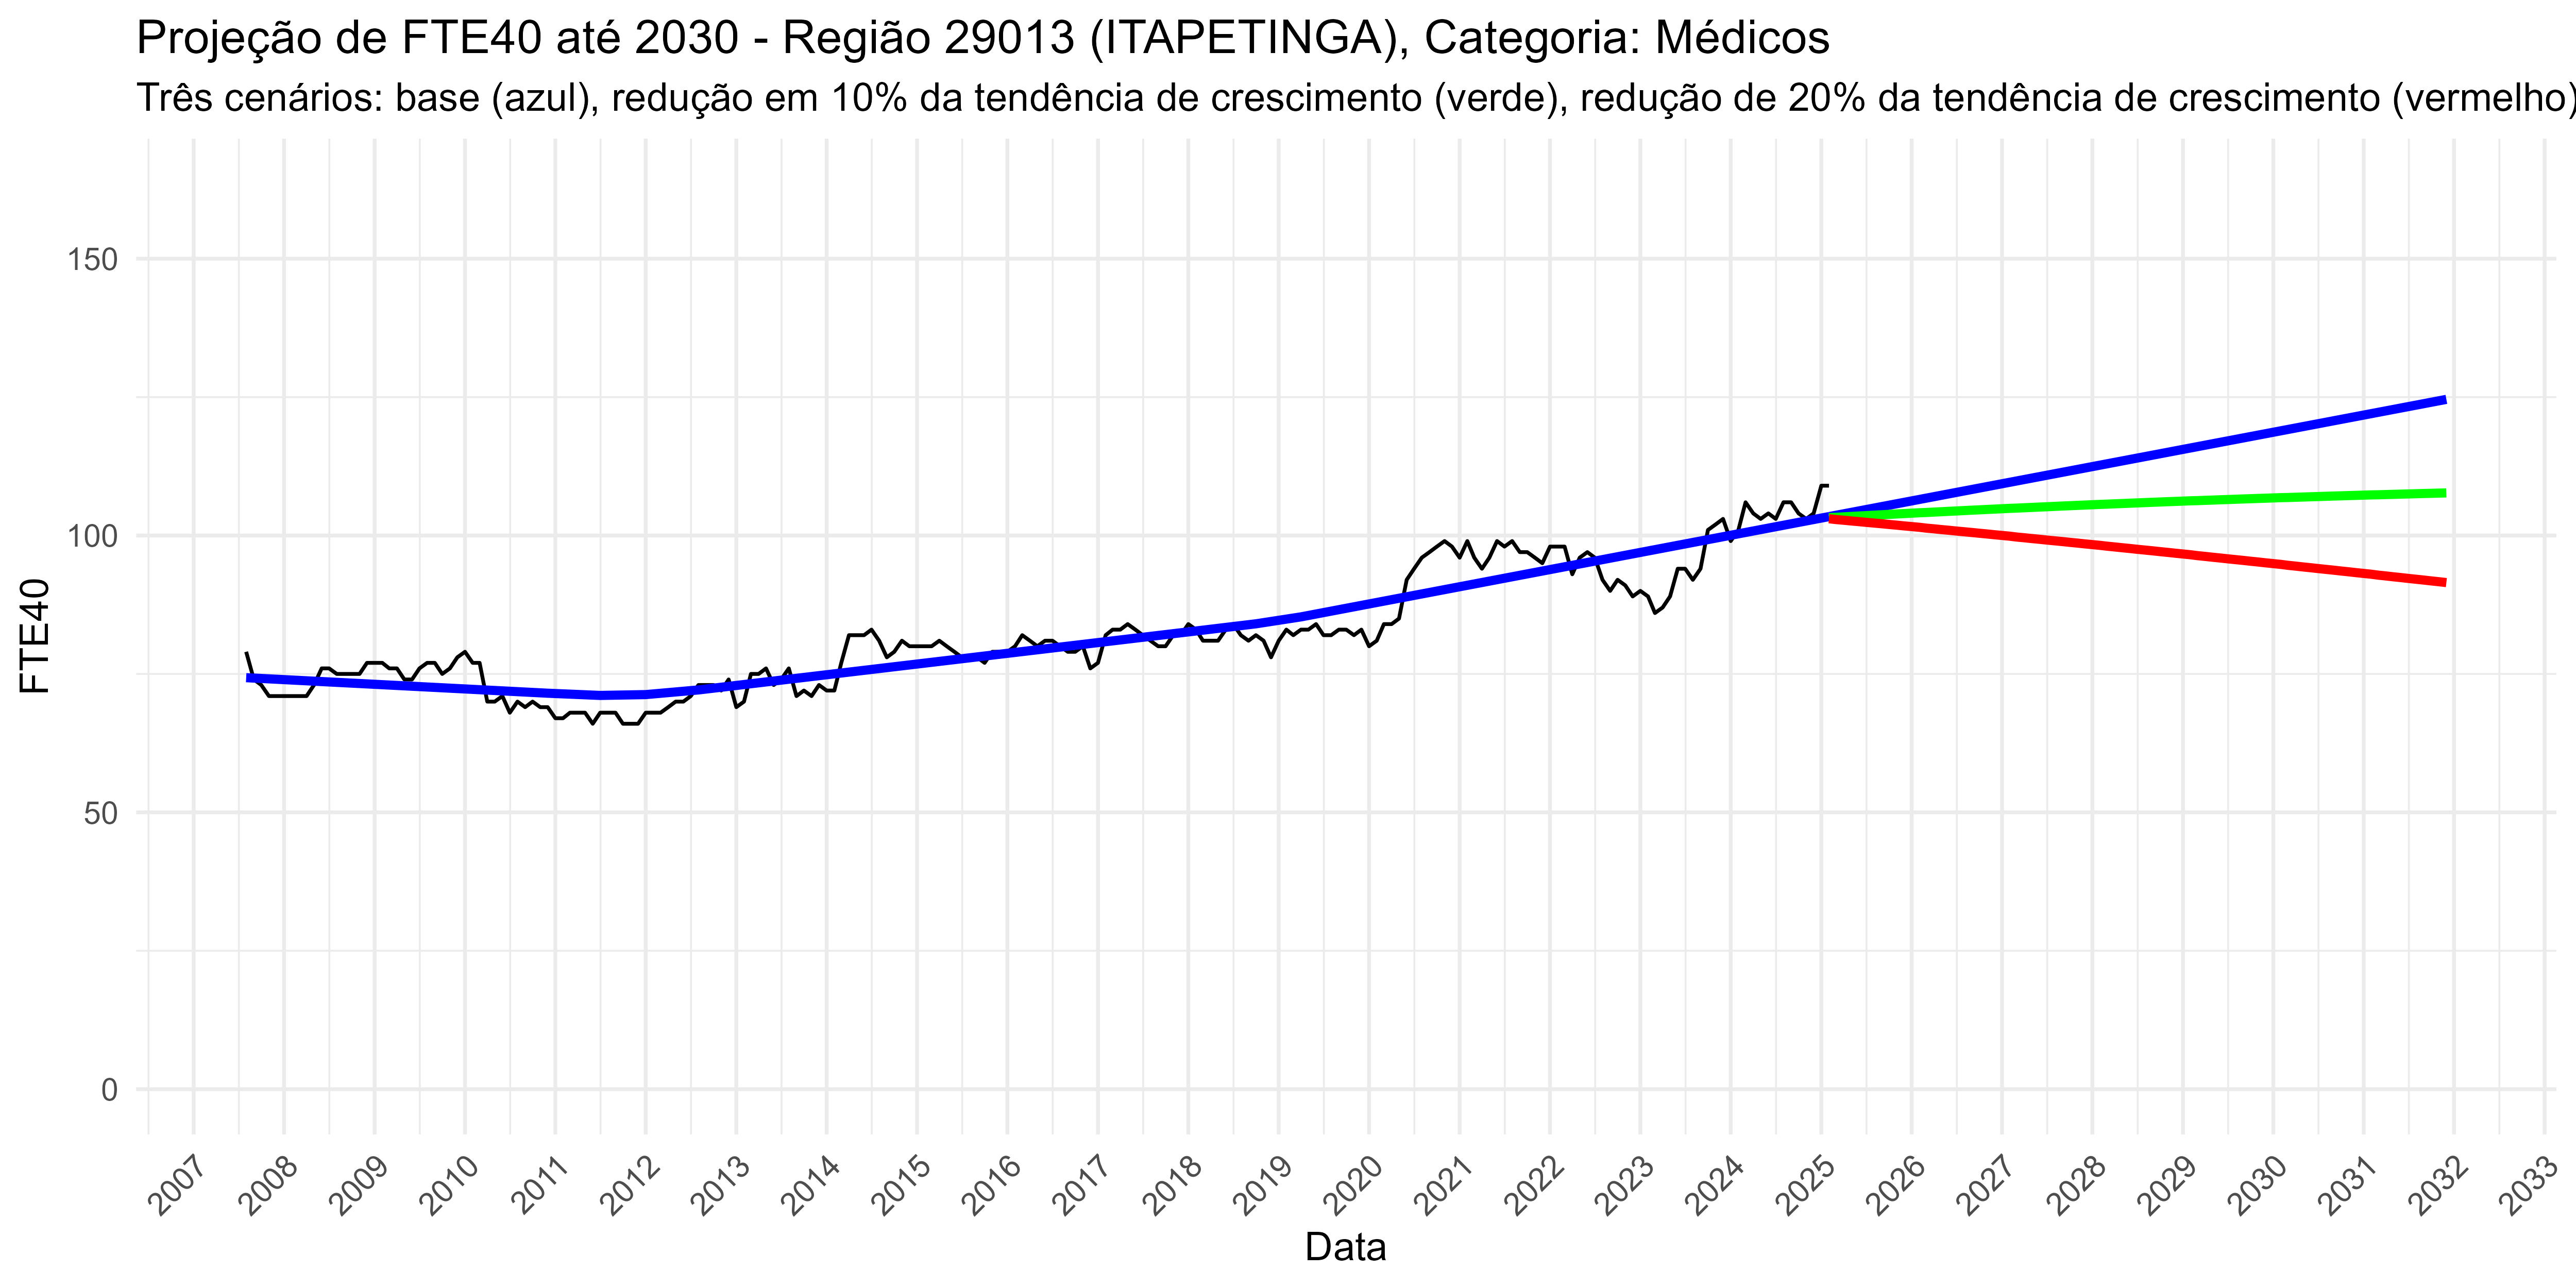 Projeção de FTE40 até 2030 - Região 29013 (ITAPETINGA), Categoria: Médicos
Três cenários: base (azul), redução em 10% da tendência de crescimento (verde), redução de 20% da tendência de crescimento (vermelho)
FTE40
150
100
50
0
2007 2008 2009 2010 2011 2012 2013 2014 2015 2016 2017 2018 2019 2020 2021 2022 2023 2024 2025 2026 2027 2028 2029 2030 2031 2032 2033
Data